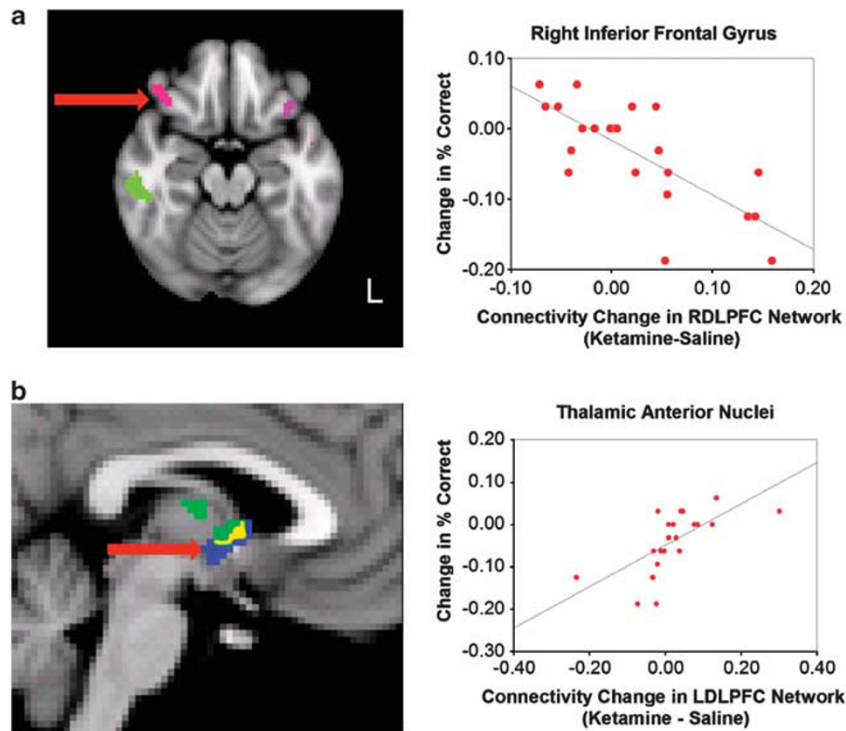 a
Right Inferior Frontal Gyrus
Change in % Correct
0.10
0.00
-0.10
-0.20
-0.10 0.00 0.10 0.20
Connectivity Change in RDLPFC Network
(Ketamine-Saline)
L
b
Thalamic Anterior Nuclei
Change in % Correct
0.20
0.10
0.00
-0.10
-0.20
-0.30
-0.40 -0.20 0.00 0.20 0.40
Connectivity Change in LDLPFC Network
(Ketamine - Saline)